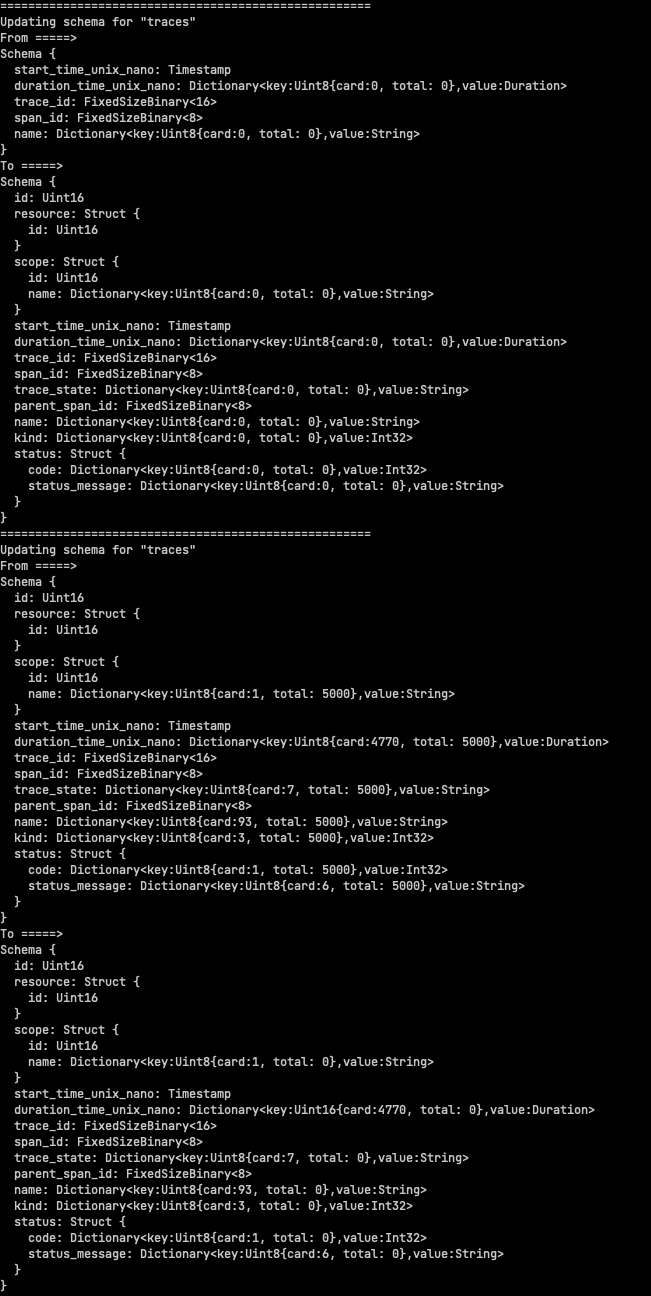 =====================================================
Updating schema for "traces"
From =====>
Schema {
  start_time_unix_nano: Timestamp
  duration_time_unix_nano: Dictionary<key:Uint8{card:0, total: 0},value:Duration>
  trace_id: FixedSizeBinary<16>
  span_id: FixedSizeBinary<8>
  name: Dictionary<key:Uint8{card:0, total: 0},value:String>
}
To =====>
Schema {
  id: Uint16
  resource: Struct {
    id: Uint16
  }
  scope: Struct {
    id: Uint16
    name: Dictionary<key:Uint8{card:0, total: 0},value:String>
  }
  start_time_unix_nano: Timestamp
  duration_time_unix_nano: Dictionary<key:Uint8{card:0, total: 0},value:Duration>
  trace_id: FixedSizeBinary<16>
  span_id: FixedSizeBinary<8>
  trace_state: Dictionary<key:Uint8{card:0, total: 0},value:String>
  parent_span_id: FixedSizeBinary<8>
  name: Dictionary<key:Uint8{card:0, total: 0},value:String>
  kind: Dictionary<key:Uint8{card:0, total: 0},value:Int32>
  status: Struct {
    code: Dictionary<key:Uint8{card:0, total: 0},value:Int32>
    status_message: Dictionary<key:Uint8{card:0, total: 0},value:String>
  }
}
=====================================================
Updating schema for "traces"
From =====>
Schema {
  id: Uint16
  resource: Struct {
    id: Uint16
  }
  scope: Struct {
    id: Uint16
    name: Dictionary<key:Uint8{card:1, total: 5000},value:String>
  }
  start_time_unix_nano: Timestamp
  duration_time_unix_nano: Dictionary<key:Uint8{card:4770, total: 5000},value:Duration>
  trace_id: FixedSizeBinary<16>
  span_id: FixedSizeBinary<8>
  trace_state: Dictionary<key:Uint8{card:7, total: 5000},value:String>
  parent_span_id: FixedSizeBinary<8>
  name: Dictionary<key:Uint8{card:93, total: 5000},value:String>
  kind: Dictionary<key:Uint8{card:3, total: 5000},value:Int32>
  status: Struct {
    code: Dictionary<key:Uint8{card:1, total: 5000},value:Int32>
    status_message: Dictionary<key:Uint8{card:6, total: 5000},value:String>
  }
}
To =====>
Schema {
  id: Uint16
  resource: Struct {
    id: Uint16
  }
  scope: Struct {
    id: Uint16
    name: Dictionary<key:Uint8{card:1, total: 0},value:String>
  }
  start_time_unix_nano: Timestamp
  duration_time_unix_nano: Dictionary<key:Uint16{card:4770, total: 0},value:Duration>
  trace_id: FixedSizeBinary<16>
  span_id: FixedSizeBinary<8>
  trace_state: Dictionary<key:Uint8{card:7, total: 0},value:String>
  parent_span_id: FixedSizeBinary<8>
  name: Dictionary<key:Uint8{card:93, total: 0},value:String>
  kind: Dictionary<key:Uint8{card:3, total: 0},value:Int32>
  status: Struct {
    code: Dictionary<key:Uint8{card:1, total: 0},value:Int32>
    status_message: Dictionary<key:Uint8{card:6, total: 0},value:String>
  }
}